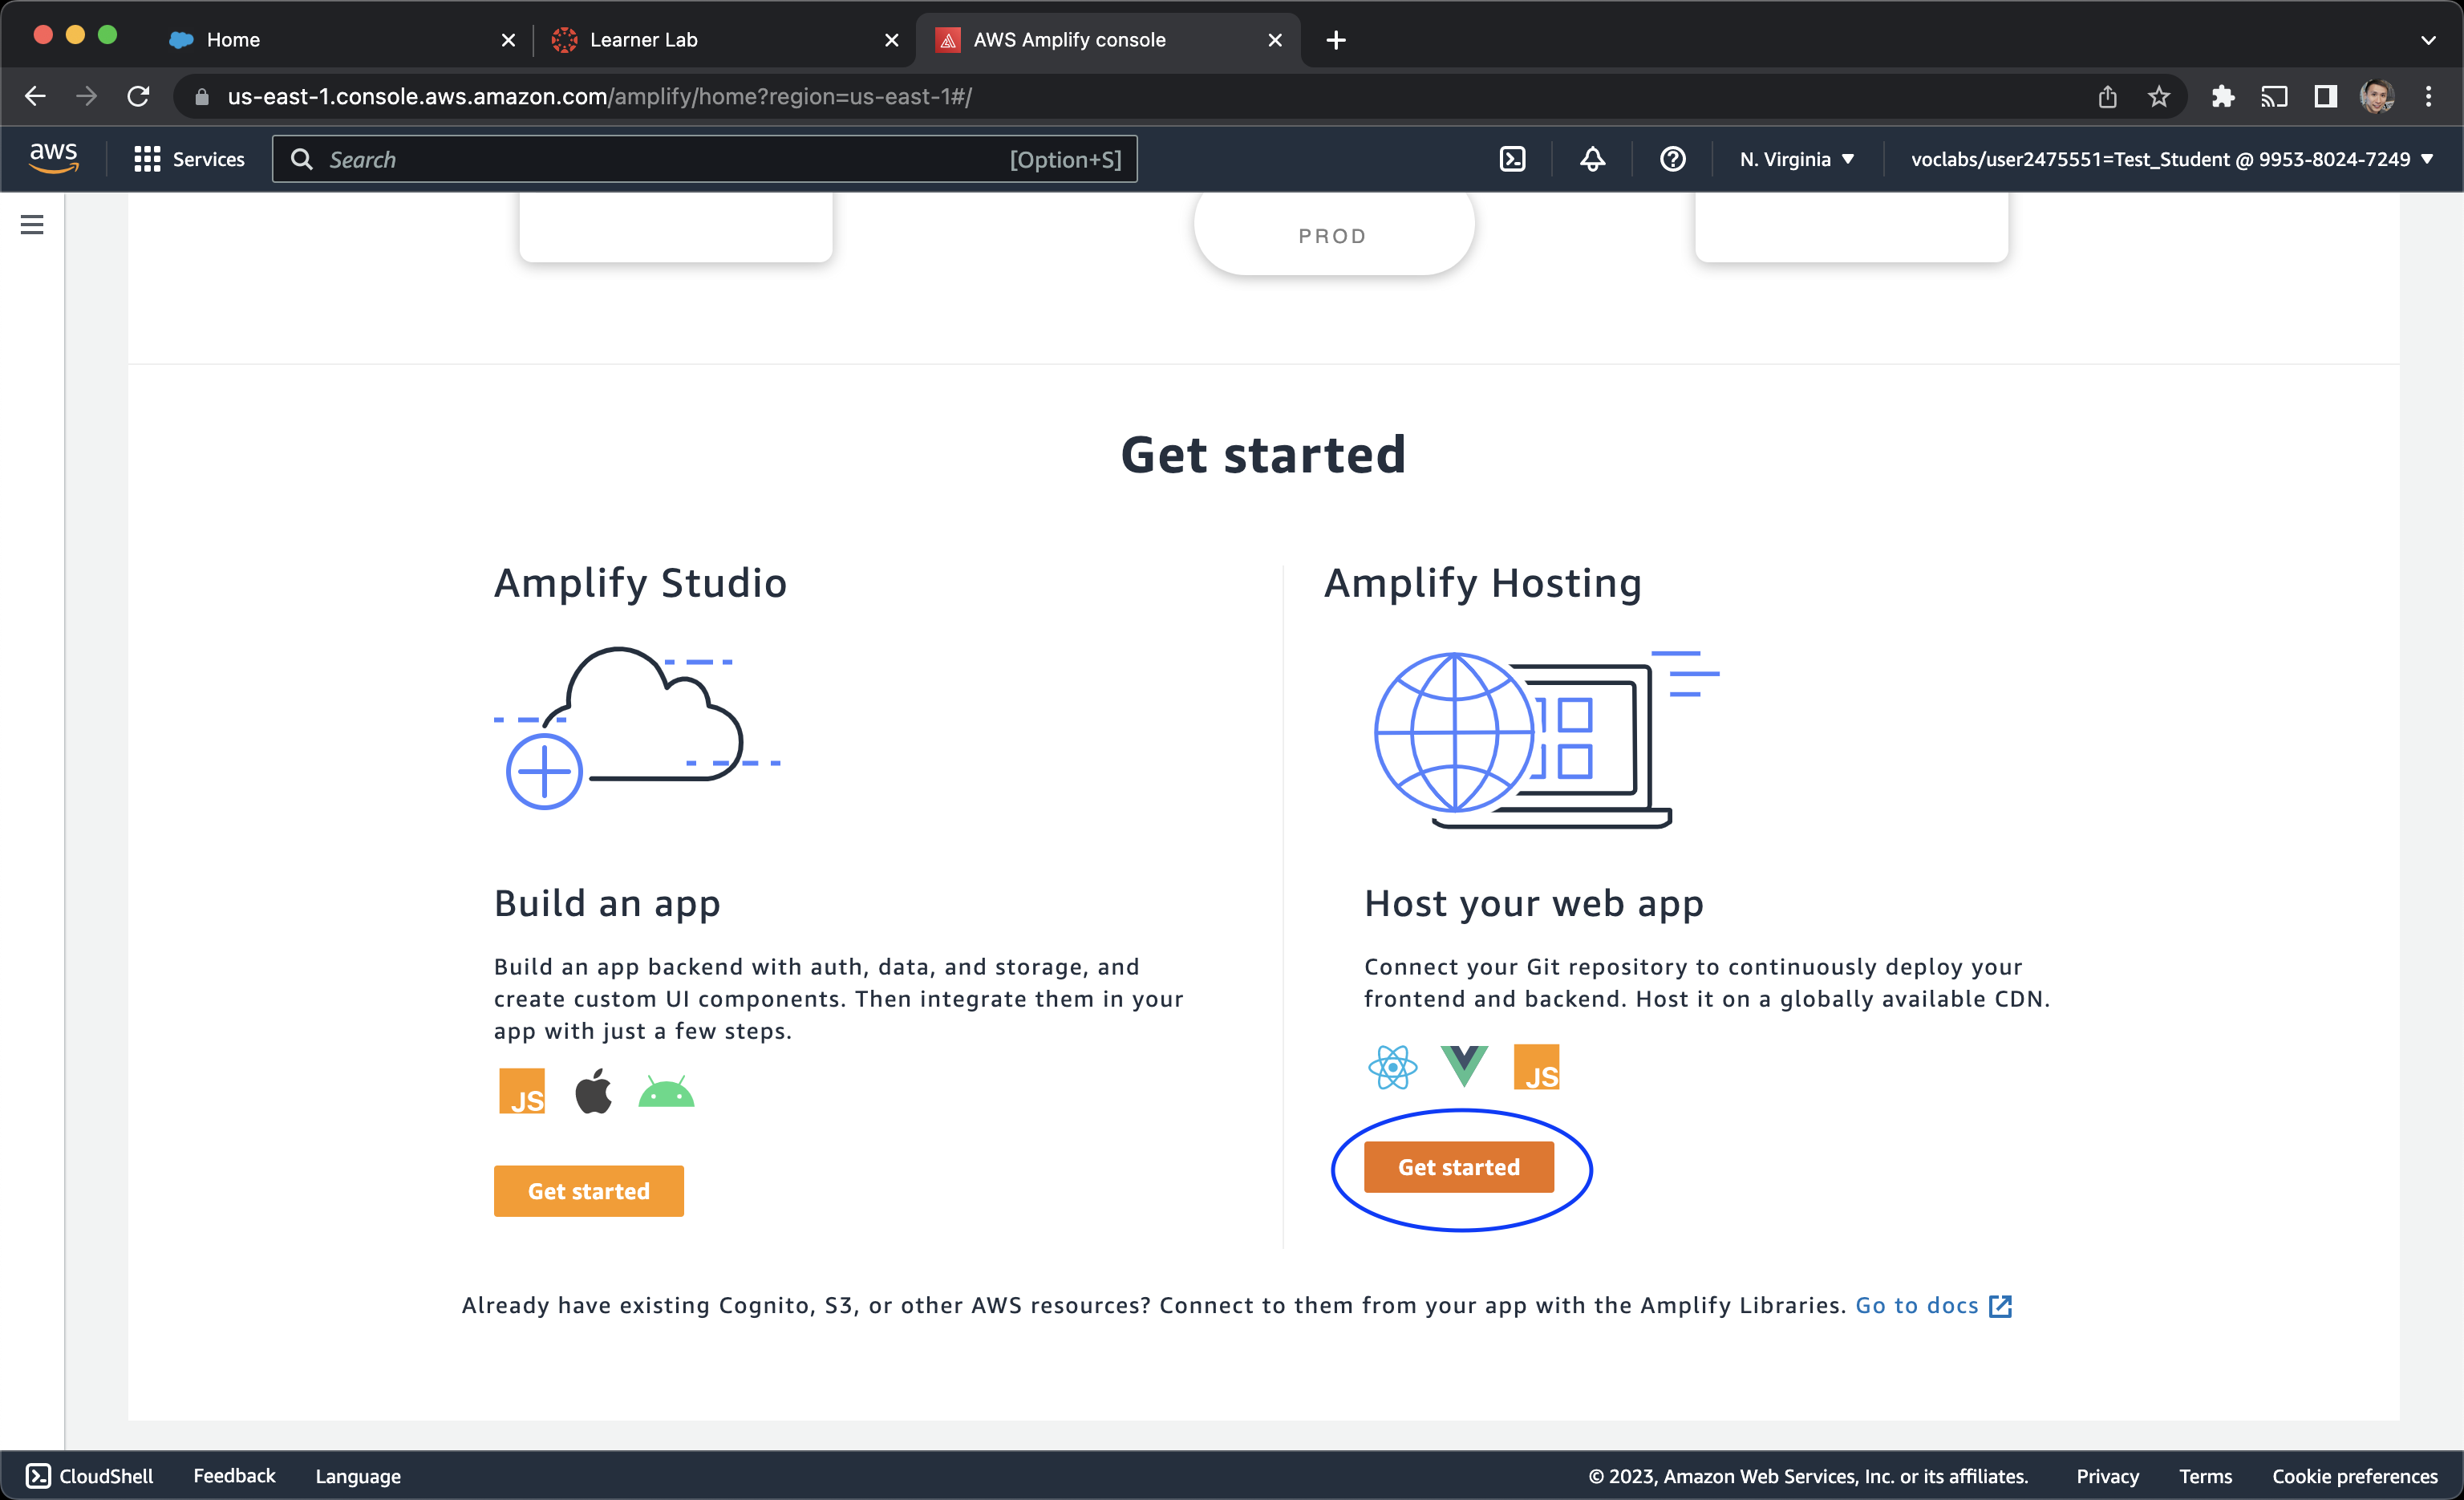 Home
Learner Lab
AWS Amplify console
us-east-1.console.aws.amazon.com/amplify/home?region=us-east-1#/
aws
Services
Search
[Option+S]
N. Virginia
voclabs/user2475551=Test_Student @ 9953-8024-7249
PROD
Get started
Amplify Studio
Build an app
Build an app backend with auth, data, and storage, and
create custom UI components. Then integrate them in your
app with just a few steps.
JS
Get started
Amplify Hosting
Host your web app
Connect your Git repository to continuously deploy your
frontend and backend. Host it on a globally available CDN.
JS
Get started
Already have existing Cognito, S3, or other AWS resources? Connect to them from your app with the Amplify Libraries. Go to docs
CloudShell
Feedback
Language
© 2023, Amazon Web Services, Inc. or its affiliates.
Privacy
Terms
Cookie preferences